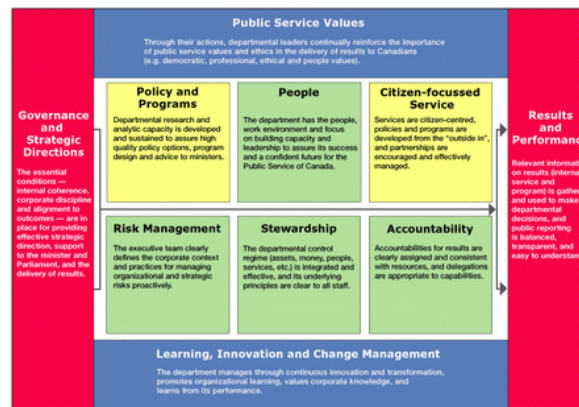 Public Service Values
Through their actions, departmental leaders continually reinforce the importance
of public service values and ethics in the delivery of results to Canadians
(e.g. democratic, professional, ethical and people values).
Governance
and
Strategic
Directions
The essential
conditions —
internal coherence,
corporate discipline
and alignment to
outcomes — are in
place for providing
effective strategic
direction, support
to the minister and
Parliament, and the
delivery of results.
Policy and
Programs
Departmental research
and analytic capacity is
developed and
sustained to assure high
quality policy options,
program design
and advice to ministers.
People
The department has the people,
work environment and focus
on building capacity and
leadership to assure its success
and a confident future for the
Public Service of Canada.
Citizen-focussed
Service
Services are citizen-centred,
policies and programs are
developed from the "outside in",
and partnerships are
encouraged and effectively
managed.
Risk Management
The executive team clearly
defines the corporate context
and practices for managing
organizational and strategic
risks proactively.
Stewardship
The departmental control
regime (assets, money, people,
services, etc.) is integrated and
effective, and its underlying
principles are clear to all staff.
Accountability
Accountabilities for results are
clearly assigned and consistent
with resources, and delegations
are appropriate to capabilities.
Results
and
Performance
Relevant informati
on results (internal
service and
program) is gather
and used to make
departmental
decisions, and
public reporting
is balanced,
transparent, and
easy to understan
Learning, Innovation and Change Management
The department manages through continuous innovation and transformation,
promotes organizational learning, values corporate knowledge, and
learns from its performance.